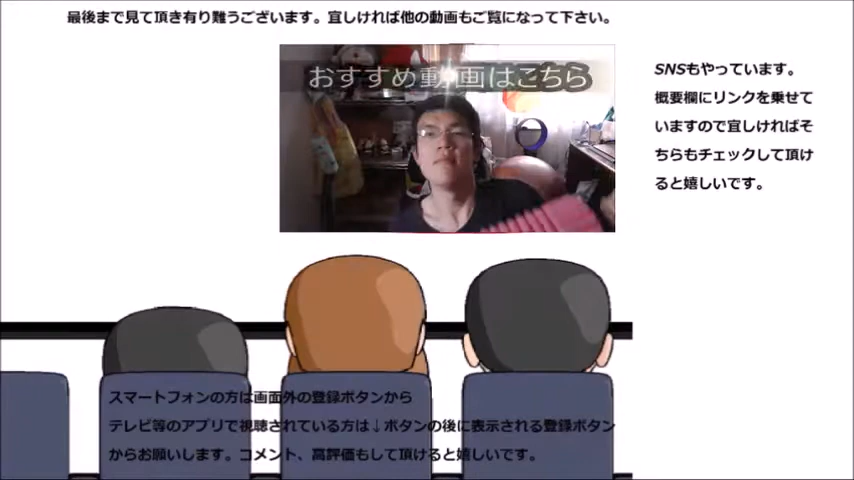 最後まで見て頂き有り難うございます。宜しければ他の動画もご覧になって下さい。
おすすめ動画はこちら
SNSもやっています。
概要欄にリンクを乗せて
いますので宜しければそ
ちらもチェックして頂け
ると嬉しいです。
スマートフォンの方は画面外の登録ボタンから
テレビ等のアプリで視聴されている方は↓ボタンの後に表示される登録ボタン
からお願いします。コメント、高評価もして頂けると嬉しいです。